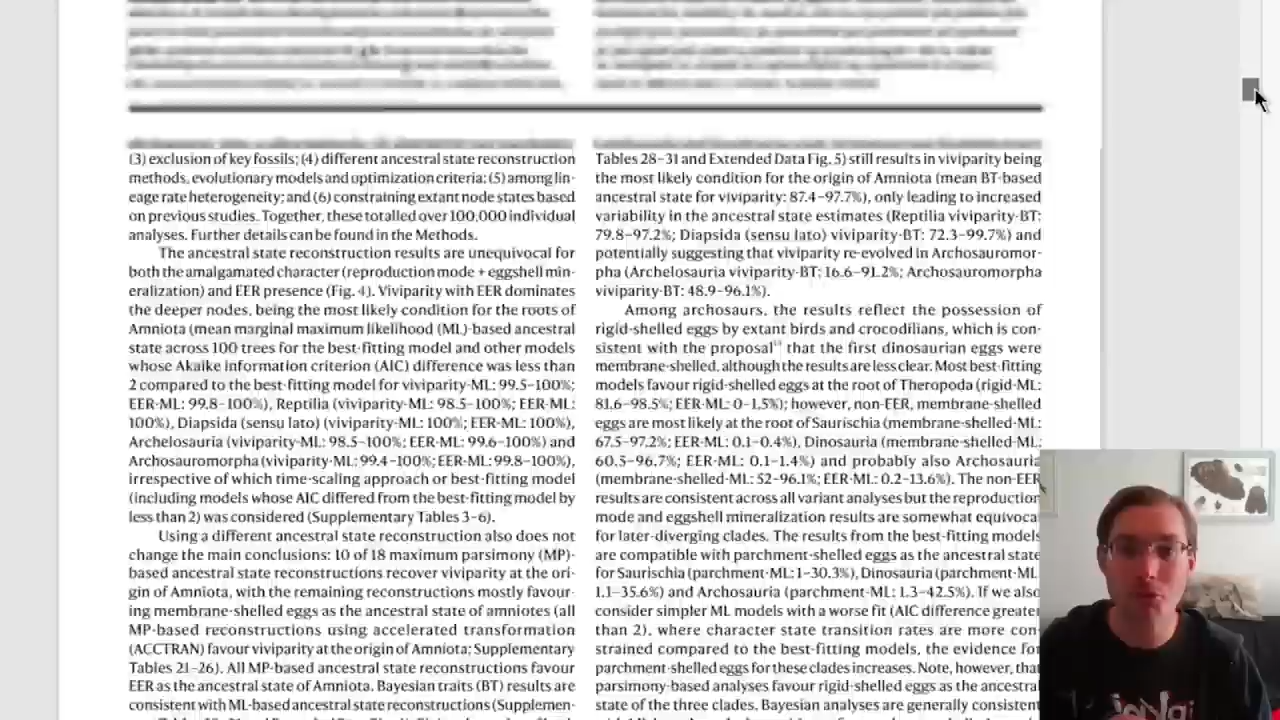 (3) exclusion of key fossils; (4) different ancestral state reconstruction
methods, evolutionary models and optimization criteria; (5) among lin-
eage rate heterogeneity; and (6) constraining extant node states based
on previous studies. Together, these totalled over 100,000 individual
analyses. Further details can be found in the Methods.
The ancestral state reconstruction results are unequivocal for
both the amalgamated character (reproduction mode + eggshell min-
eralization) and EER presence (Fig. 4). Viviparity with EER dominates
the deeper nodes, being the most likely condition for the roots of
Amniota (mean marginal maximum likelihood (ML)-based ancestral
state across 100 trees for the best-fitting model and other models
whose Akaike information criterion (AIC) difference was less than
2 compared to the best-fitting model for viviparity-ML: 99.5–100%;
EER-ML: 99.8–100%), Reptilia (viviparity-ML: 98.5–100%; EER-ML:
100%), Diapsida (sensu lato) (viviparity-ML: 100%; EER-ML: 100%),
Archelosauria (viviparity-ML: 98.5–100%; EER-ML: 99.6–100%) and
Archosauromorpha (viviparity-ML: 99.4–100%; EER-ML: 99.8–100%),
irrespective of which time-scaling approach or best-fitting model
(including models whose AIC differed from the best-fitting model by
less than 2) was considered (Supplementary Tables 3–6).
Using a different ancestral state reconstruction also does not
change the main conclusions: 10 of 18 maximum parsimony (MP)-
based ancestral state reconstructions recover viviparity at the ori-
gin of Amniota, with the remaining reconstructions mostly favour-
ing membrane-shelled eggs as the ancestral state of amniotes (all
MP-based reconstructions using accelerated transformation
(ACCTRAN) favour viviparity at the origin of Amniota; Supplementary
Tables 21–26). All MP-based ancestral state reconstructions favour
EER as the ancestral state of Amniota. Bayesian traits (BT) results are
consistent with ML-based ancestral state reconstructions (Supplemen-
Tables 28–31 and Extended Data Fig. 5) still results in viviparity being
the most likely condition for the origin of Amniota (mean BT-based
ancestral state for viviparity: 87.4–97.7%), only leading to increased
variability in the ancestral state estimates (Reptilia viviparity-BT:
79.8–97.2%; Diapsida (sensu lato) viviparity-BT: 72.3–99.7%) and
potentially suggesting that viviparity re-evolved in Archosauromor-
pha (Archelosauria viviparity-BT: 16.6–91.2%; Archosauromorpha
viviparity-BT: 48.9–96.1%).
Among archosaurs, the results reflect the possession of
rigid-shelled eggs by extant birds and crocodilians, which is con-
sistent with the proposal that the first dinosaurian eggs were
membrane-shelled, although the results are less clear. Most best-fitting
models favour rigid-shelled eggs at the root of Theropoda (rigid-ML:
81.6–98.5%; EER-ML: 0–1.5%); however, non-EER, membrane-shelled
eggs are most likely at the root of Saurischia (membrane-shelled-ML:
67.5–97.2%; EER-ML: 0.1–0.4%), Dinosauria (membrane-shelled-ML:
60.5–96.7%; EER-ML: 0.1–1.4%) and probably also Archosauria
(membrane-shelled-ML: 52–96.1%; EER-ML: 0.2–13.6%). The non-EER
results are consistent across all variant analyses but the reproduction
mode and eggshell mineralization results are somewhat equivocal
for later-diverging clades. The results from the best-fitting models
are compatible with parchment-shelled eggs as the ancestral state
for Saurischia (parchment-ML: 1–30.3%), Dinosauria (parchment-ML
1.1–35.6%) and Archosauria (parchment-ML: 1.3–42.5%). If we also
consider simpler ML models with a worse fit (AIC difference greater
than 2), where character state transition rates are more con-
strained compared to the best-fitting models, the evidence for
parchment-shelled eggs for these clades increases. Note, however, that
parsimony-based analyses favour rigid-shelled eggs as the ancestral
state of the three clades. Bayesian analyses are generally consistent